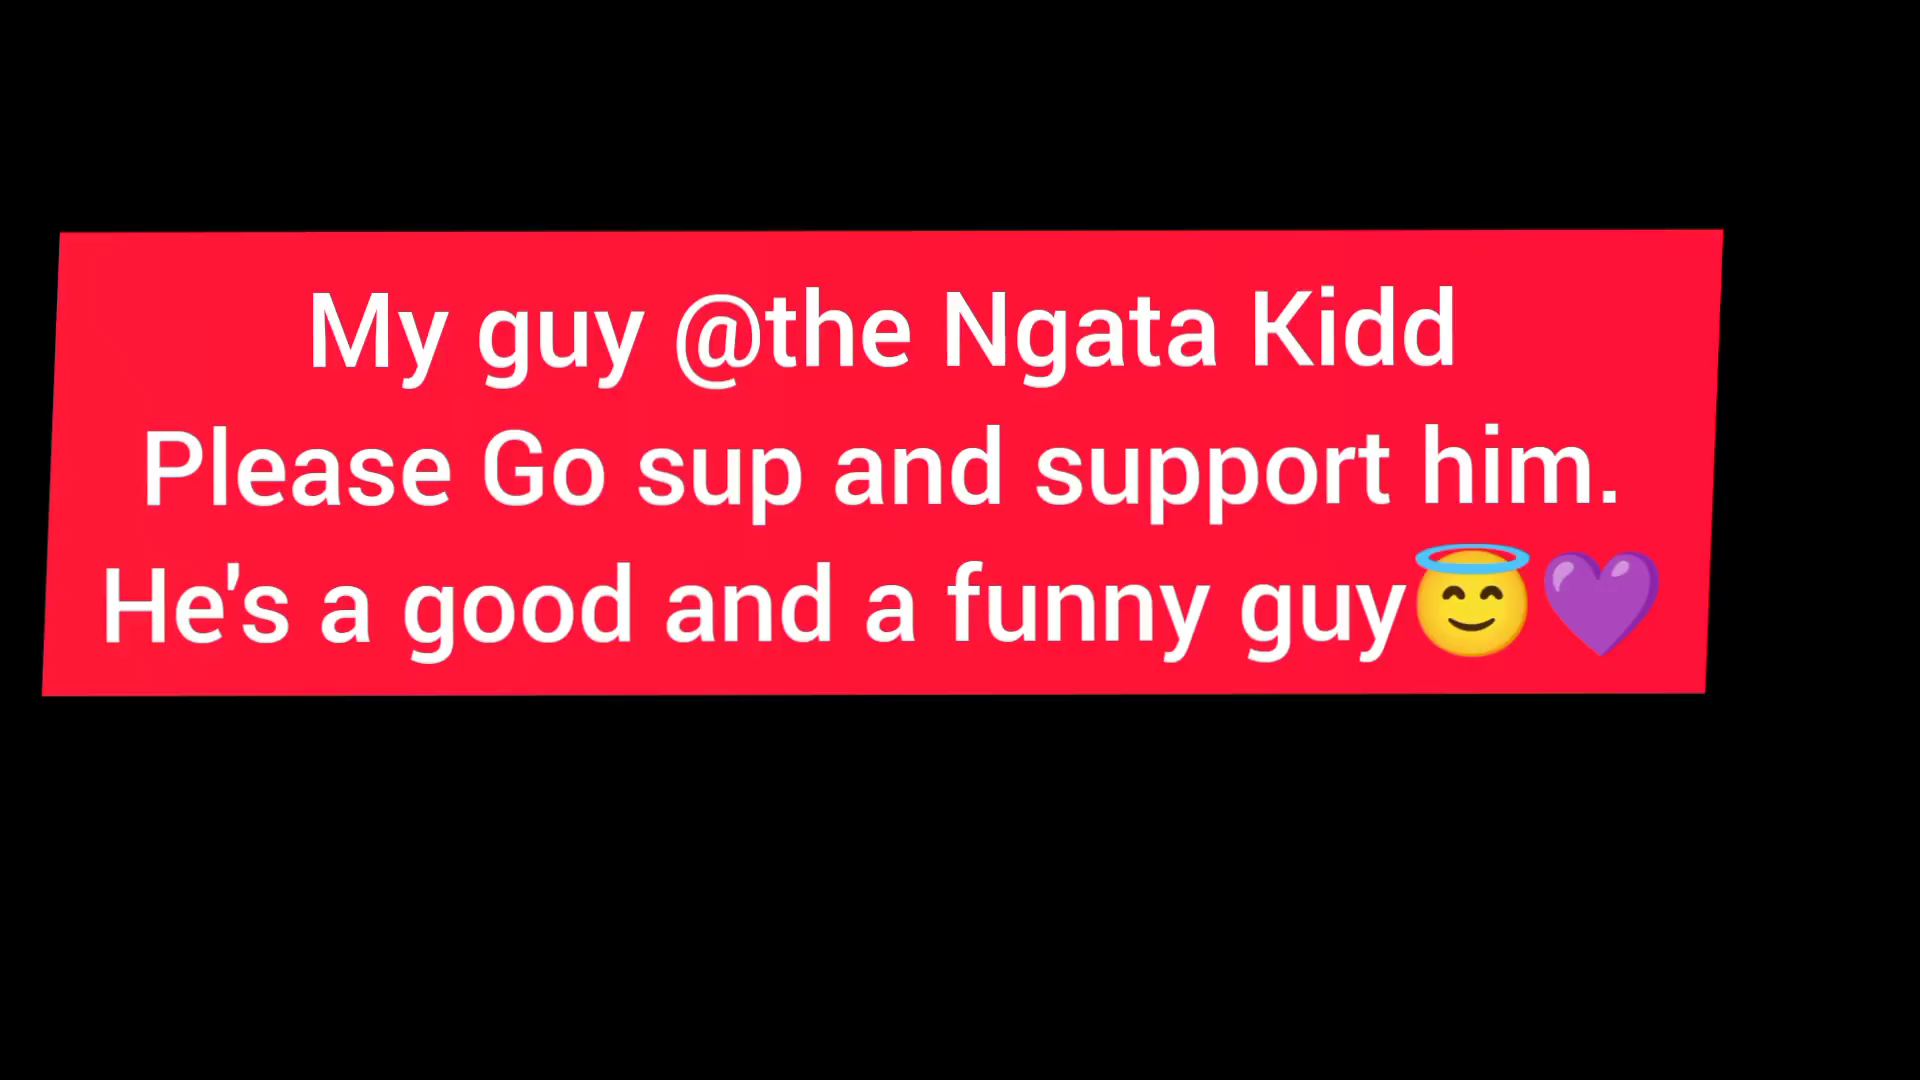 My guy @the Ngata Kidd
Please Go sup and support him.
He's a good and a funny guy😇💜